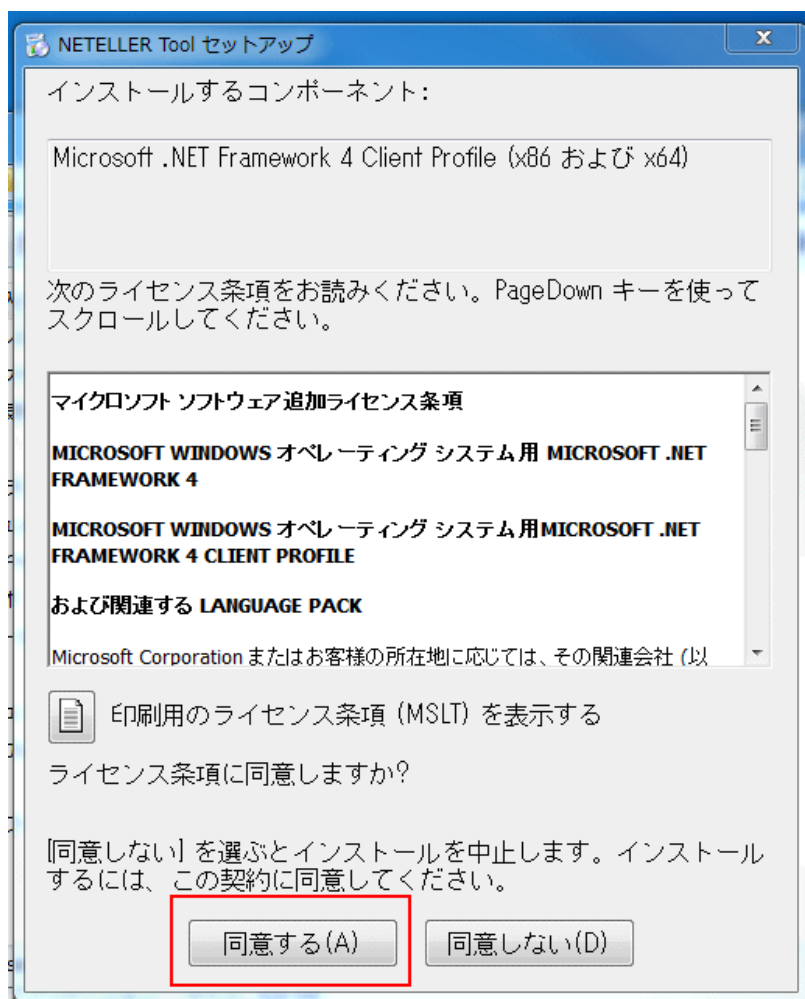 NETELLER Tool セットアップ
インストールするコンポーネント:
Microsoft .NET Framework 4 Client Profile (x86 および x64)
次のライセンス条項をお読みください。PageDown キーを使って
スクロールしてください。
マイクロソフト ソフトウェア追加ライセンス条項
MICROSOFT WINDOWS オペレーティング システム用 MICROSOFT .NET
FRAMEWORK 4
MICROSOFT WINDOWS オペレーティング システム用MICROSOFT .NET
FRAMEWORK 4 CLIENT PROFILE
および関連する LANGUAGE PACK
Microsoft Corporation またはお客様の所在地に応じては、その関連会社 (以
印刷用のライセンス条項 (MSLT) を表示する
ライセンス条項に同意しますか?
[同意しない] を選ぶとインストールを中止します。インストール
するには、この契約に同意してください。
同意する(A)
同意しない(D)